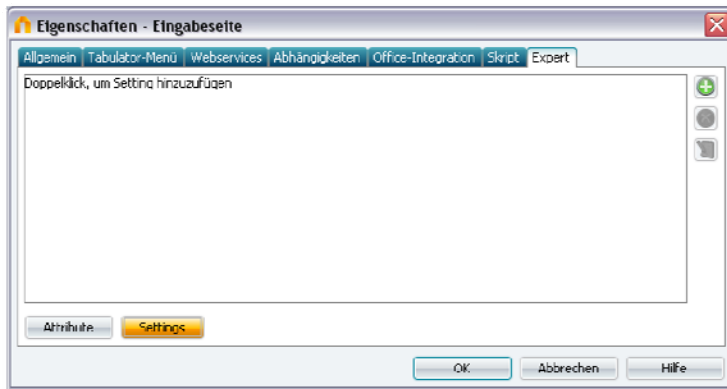 Eigenschaften - Eingabeseite
Allgemein Tabulator-Menü Webservices Abhängigkeiten Office-Integration Skript Expert
Doppelklick, um Setting hinzuzufügen
Attribute Settings
OK Abbrechen Hilfe